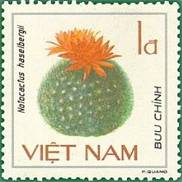 Notocactus haselbergii
1đ
BƯU CHÍNH
VIỆT NAM
P. QUANG